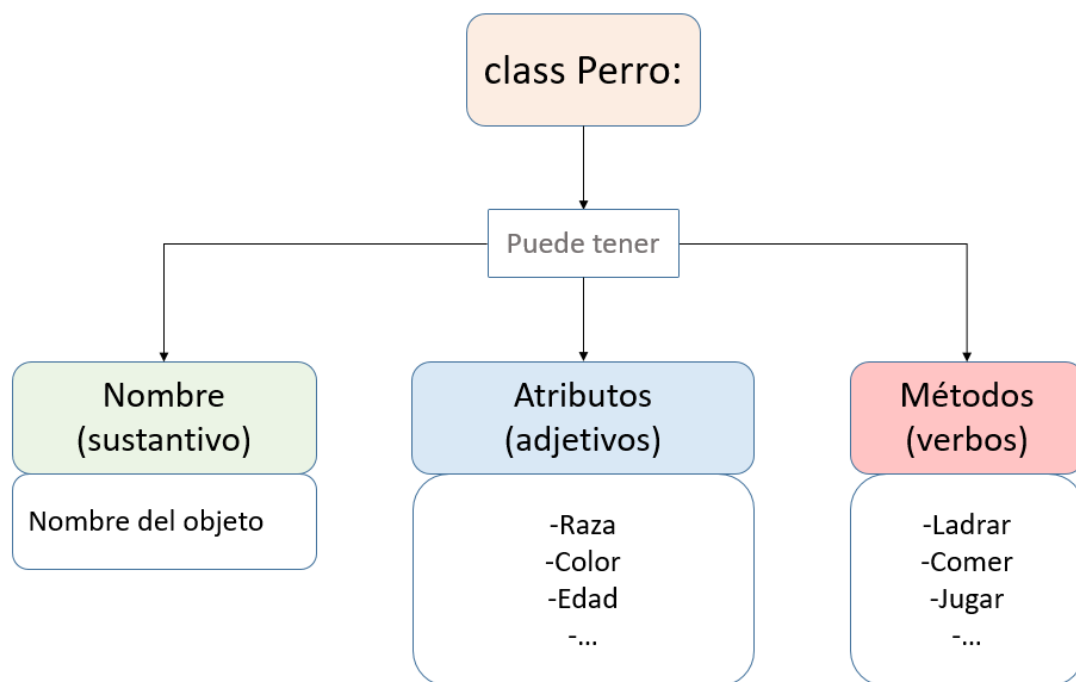 class Perro:
Puede tener
Nombre
(sustantivo)
Nombre del objeto
Atributos
(adjetivos)
-Raza
-Color
-Edad
-...
Métodos
(verbos)
-Ladrar
-Comer
-Jugar
-...